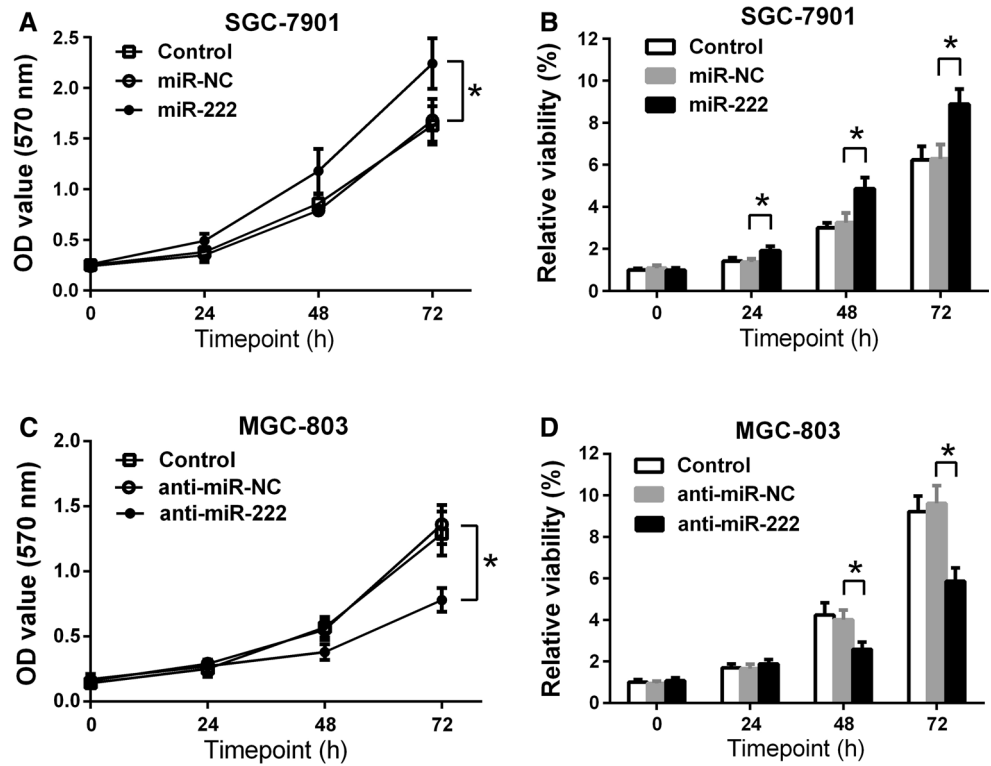 A
SGC-7901
OD value (570 nm)
2.5
2.0
1.5
1.0
0.5
0.0
Control
miR-NC
miR-222
*
0 24 48 72
Timepoint (h)
B
SGC-7901
Relative viability (%)
12
10
8
6
4
2
0
Control
miR-NC
miR-222
*
*
*
0 24 48 72
Timepoint (h)
C
MGC-803
OD value (570 nm)
2.0
1.5
1.0
0.5
0.0
Control
anti-miR-NC
anti-miR-222
*
0 24 48 72
Timepoint (h)
D
MGC-803
Relative viability (%)
12
10
8
6
4
2
0
Control
anti-miR-NC
anti-miR-222
*
*
0 24 48 72
Timepoint (h)